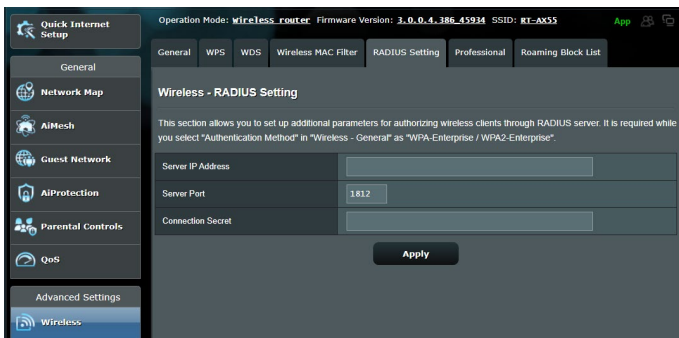 Quick Internet
Setup
Operation Mode: Wireless router Firmware Version: 3.0.0.4.386_45934 SSID: RT-AX55 App
General WPS WDS Wireless MAC Filter RADIUS Setting Professional Roaming Block List
General
Network Map
AiMesh
Guest Network
AiProtection
Parental Controls
QoS
Advanced Settings
Wireless
Wireless - RADIUS Setting
This section allows you to set up additional parameters for authorizing wireless clients through RADIUS server. It is required while
you select "Authentication Method" in "Wireless - General" as "WPA-Enterprise / WPA2-
Enterprise".
Server IP Address
Server Port 1812
Connection Secret
Apply